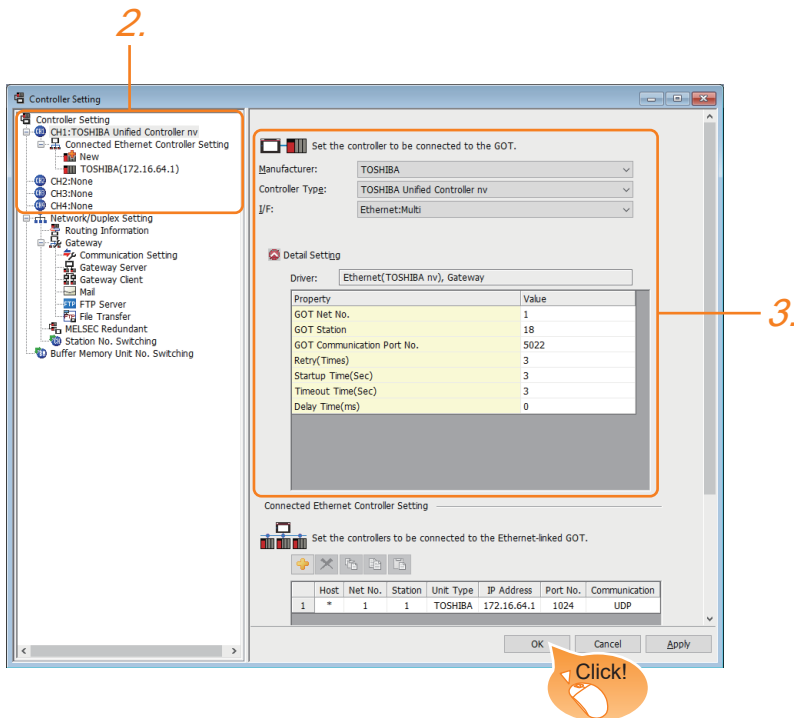 2.
Controller Setting
Controller Setting
CH1:TOSHIBA Unified Controller nv
Connected Ethernet Controller Setting
New
TOSHIBA(172.16.64.1)
CH2:None
CH3:None
CH4:None
Network/Duplex Setting
Routing Information
Gateway
Communication Setting
Gateway Server
Gateway Client
Mail
FTP Server
File Transfer
MELSEC Redundant
Station No. Switching
Buffer Memory Unit No. Switching
Set the controller to be connected to the GOT.
Manufacturer: TOSHIBA
Controller Type: TOSHIBA Unified Controller nv
I/F: Ethernet:Multi
Detail Setting
Driver: Ethernet(TOSHIBA nv), Gateway
Property Value
GOT Net No. 1
GOT Station 18
GOT Communication Port No. 5022
Retry(Times) 3
Startup Time(Sec) 3
Timeout Time(Sec) 3
Delay Time(ms) 0
3.
Connected Ethernet Controller Setting
Set the controllers to be connected to the Ethernet-linked GOT.
Host Net No. Station Unit Type IP Address Port No. Communication
1 * 1 1 TOSHIBA 172.16.64.1 1024 UDP
OK Cancel Apply
Click!